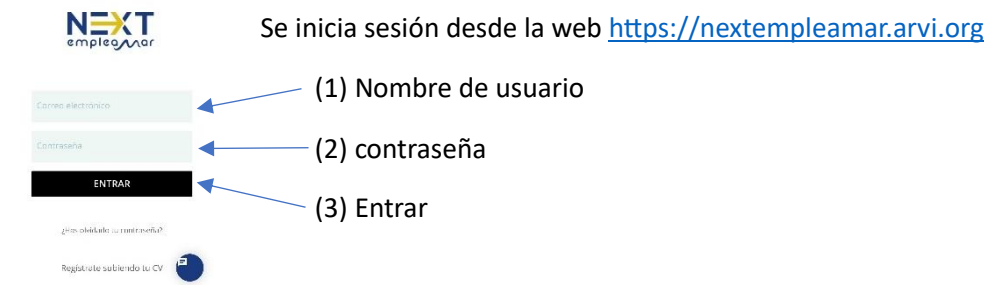 NEXT
empleamar
Se inicia sesión desde la web https://nextempleamar.arvi.org
Correo electrónico
(1) Nombre de usuario
Contraseña
(2) contraseña
ENTRAR
(3) Entrar
¿Has olvidado tu contraseña?
Regístrate subiendo tu CV